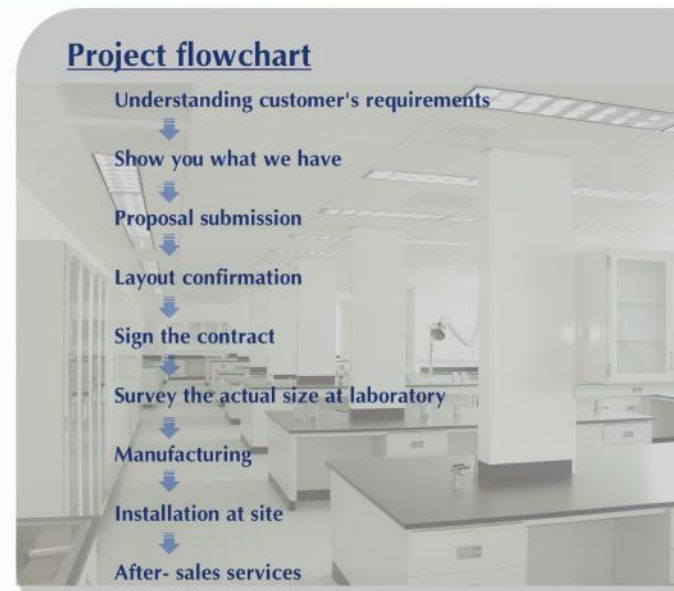 Project flowchart
Understanding customer's requirements
Show you what we have
Proposal submission
Layout confirmation
Sign the contract
Survey the actual size at laboratory
Manufacturing
Installation at site
After- sales services